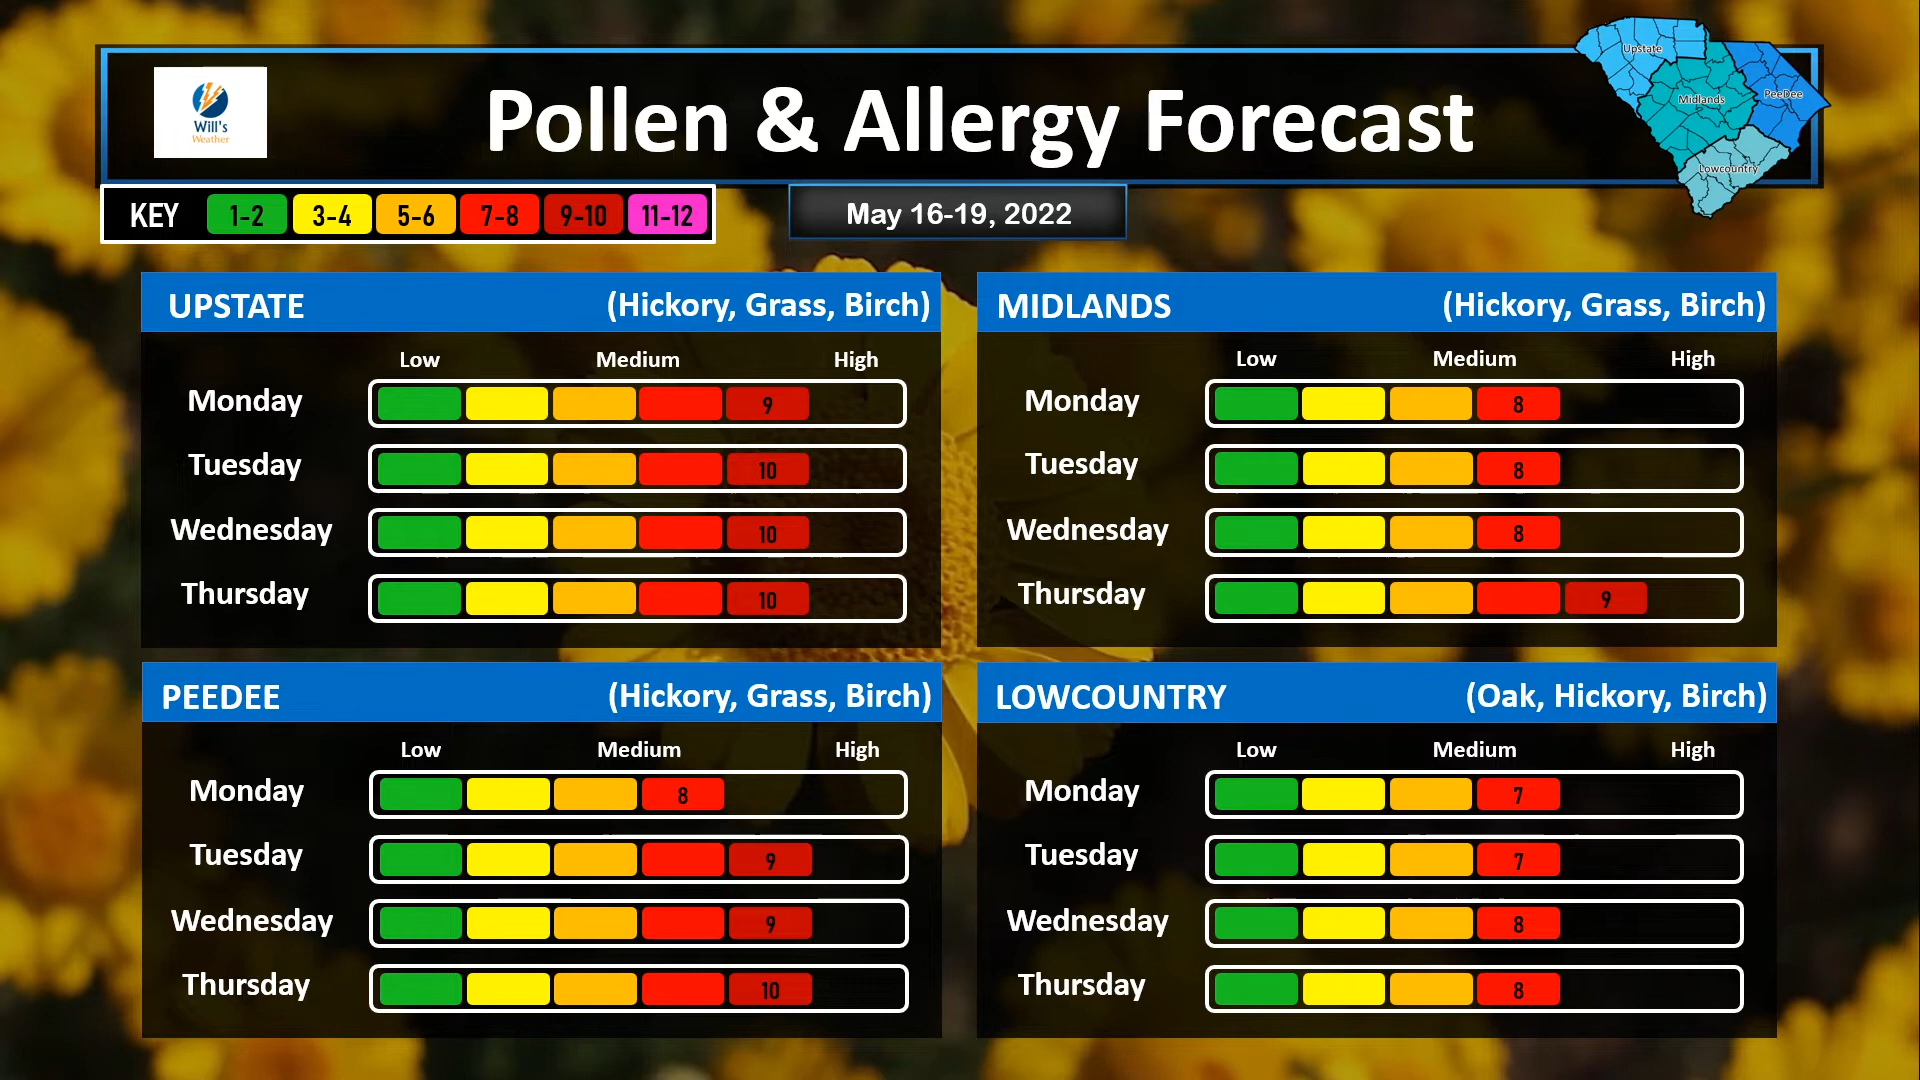 Pollen & Allergy Forecast
Will's
Weather
Upstate
Midlands
PeeDee
Lowcountry
KEY 1-2 3-4 5-6 7-8 9-10 11-12
May 16-19, 2022
UPSTATE (Hickory, Grass, Birch)
Low Medium High
Monday 9
Tuesday 10
Wednesday 10
Thursday 10
MIDLANDS (Hickory, Grass, Birch)
Low Medium High
Monday 8
Tuesday 8
Wednesday 8
Thursday 9
PEEDEE (Hickory, Grass, Birch)
Low Medium High
Monday 8
Tuesday 9
Wednesday 9
Thursday 10
LOWCOUNTRY (Oak, Hickory, Birch)
Low Medium High
Monday 7
Tuesday 7
Wednesday 8
Thursday 8